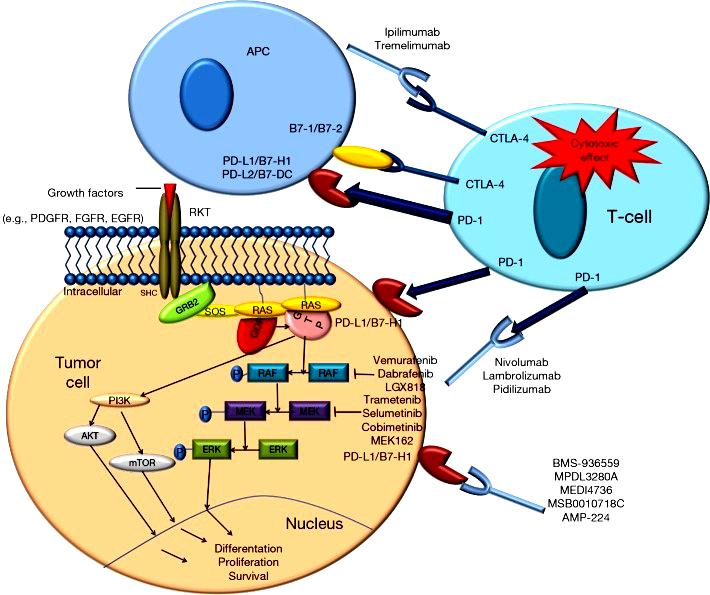 Ipilimumab
Tremelimumab
APC
B7-1/B7-2
CTLA-4
Cytotoxic
effect
PD-L1/B7-H1
PD-L2/B7-DC
CTLA-4
Growth factors
(e.g., PDGFR, FGFR, EGFR)
RKT
PD-1
T-cell
PD-1
PD-1
Intracellular
SHC
GRB2
SOS
RAS
RAS
GTP
PD-L1/B7-H1
Tumor
cell
Nivolumab
Lambrolizumab
Pidilizumab
Vemurafenib
Dabrafenib
LGX818
P
RAF
RAF
Trametenib
Selumetinib
Cobimetinib
MEK162
PI3K
P
MEK
MEK
AKT
P
ERK
ERK
PD-L1/B7-H1
mTOR
BMS-936559
MPDL3280A
MEDI4736
MSB0010718C
AMP-224
Nucleus
Differentation
Proliferation
Survival